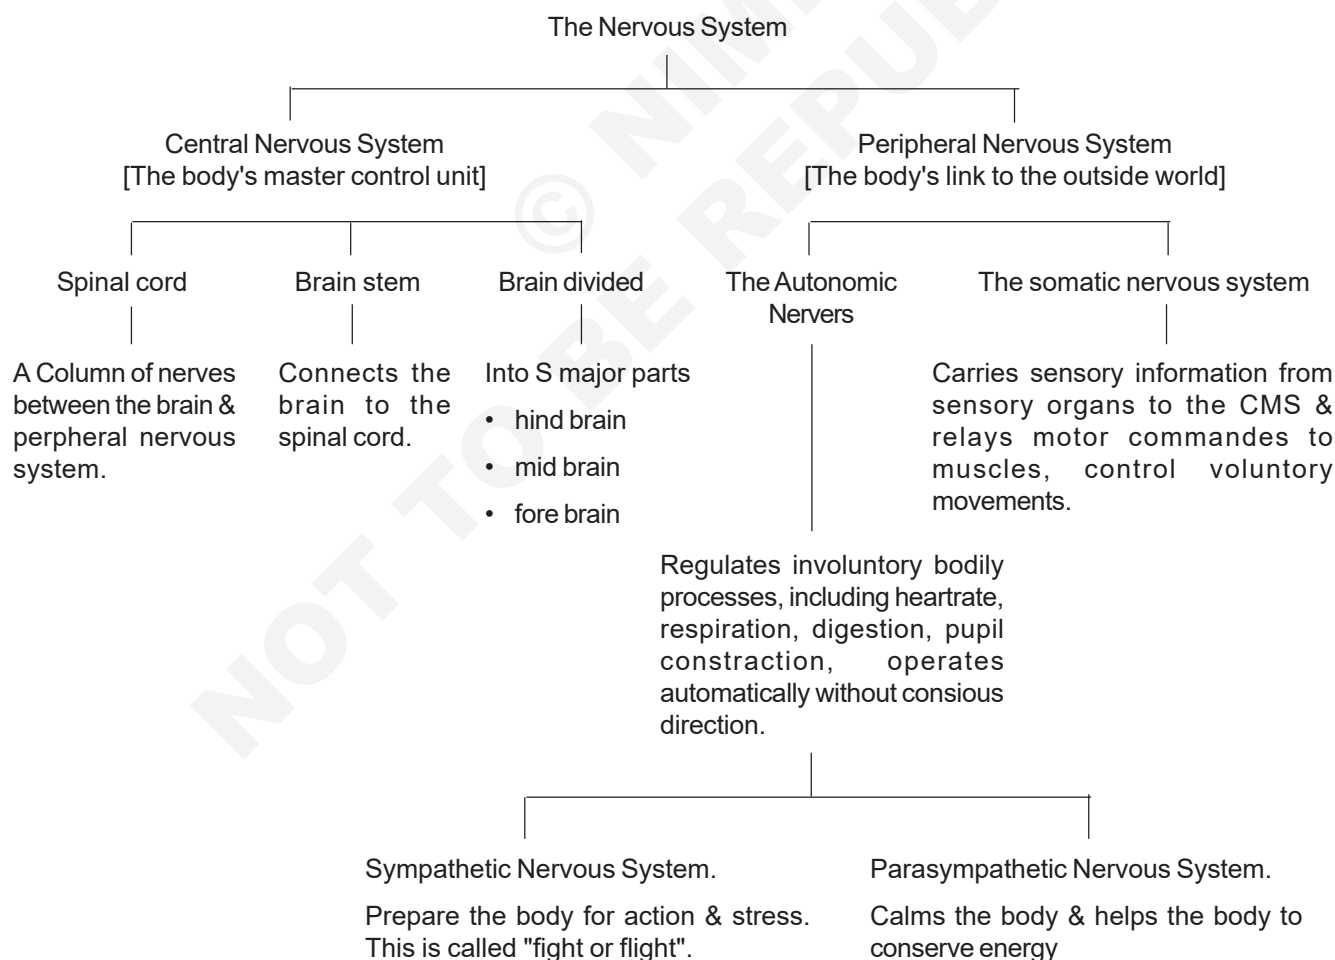 The Nervous System
Central Nervous System
[The body's master control unit]
Peripheral Nervous System
[The body's link to the outside world]
Spinal cord
Brain stem
Brain divided
The Autonomic
Nervers
The somatic nervous system
A Column of nerves
between the brain &
perpheral nervous
system.
Connects the
brain to the
spinal cord.
Into S major parts
• hind brain
• mid brain
• fore brain
Carries sensory information from
sensory organs to the CMS &
relays motor commandes to
muscles, control voluntory
movements.
Regulates involuntory bodily
processes, including heartrate,
respiration, digestion, pupil
constraction, operates
automatically without consious
direction.
Sympathetic Nervous System.
Prepare the body for action & stress.
This is called "fight or flight".
Parasympathetic Nervous System.
Calms the body & helps the body to
conserve energy
©
NOT TO BE